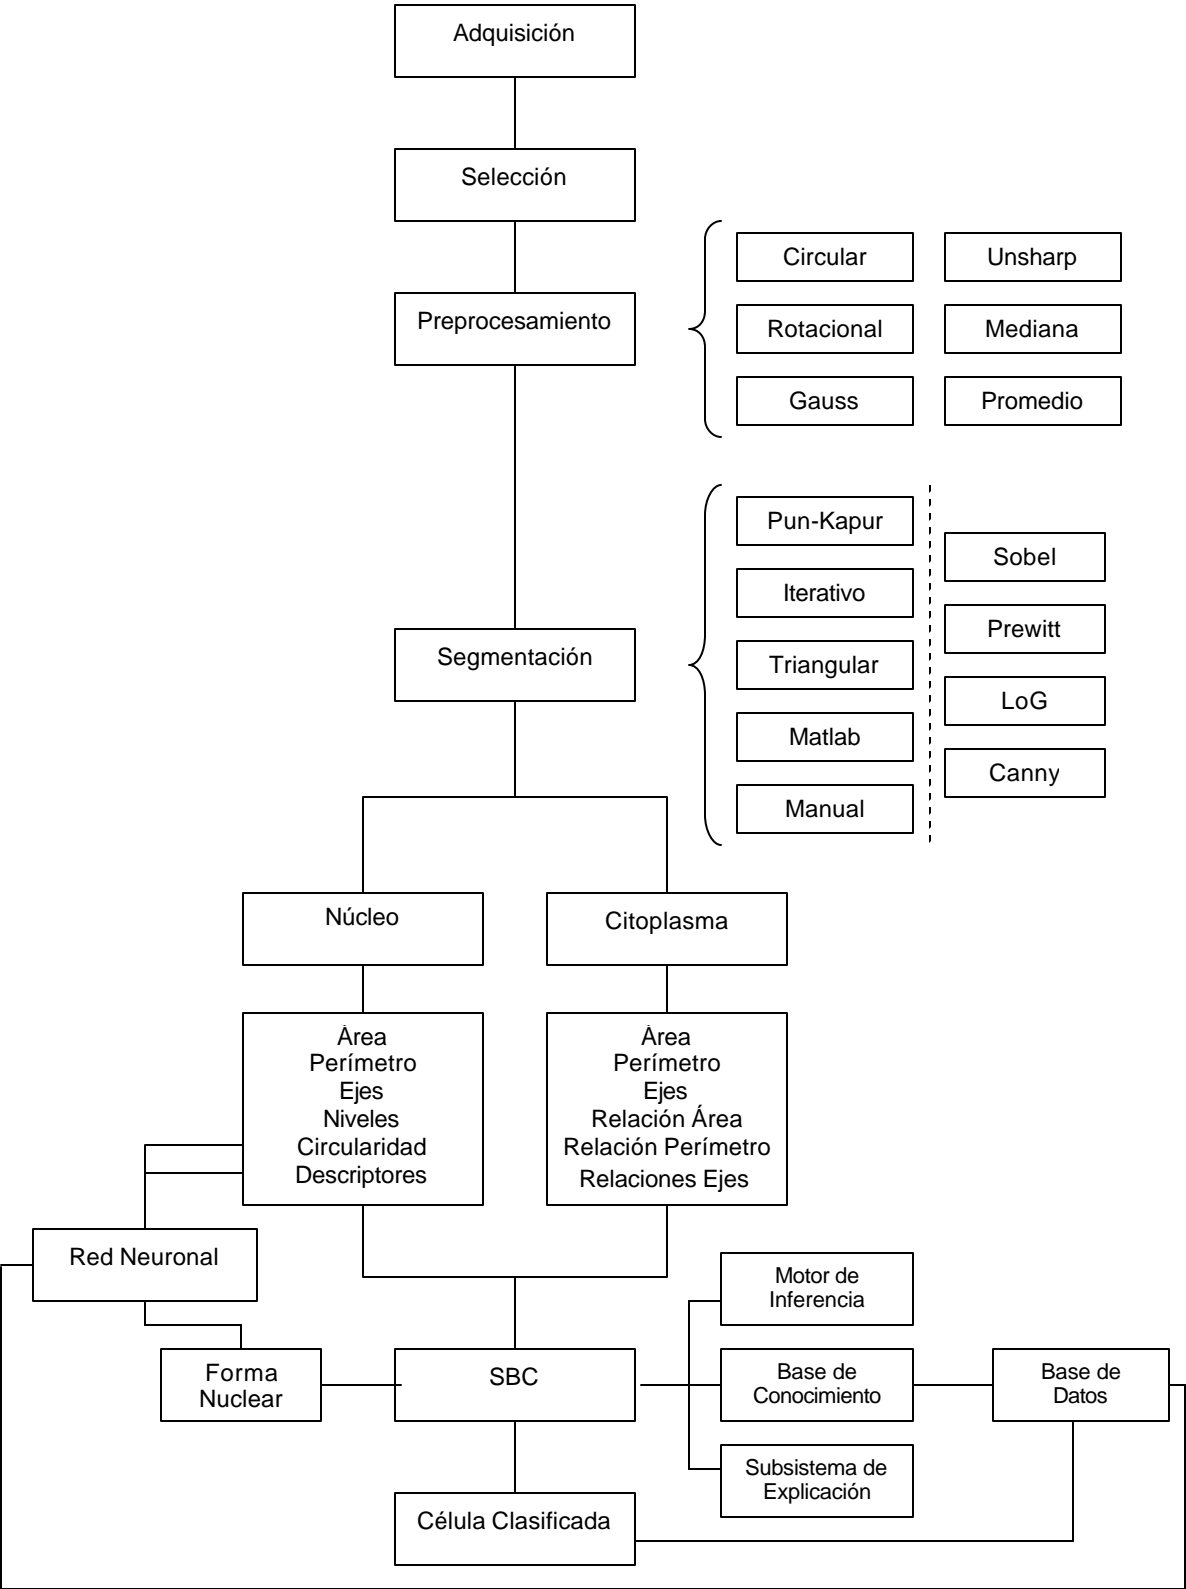 Adquisición
Selección
Preprocesamiento
Circular
Unsharp
Rotacional
Mediana
Gauss
Promedio
Segmentación
Pun-Kapur
Iterativo
Triangular
Matlab
Manual
Sobel
Prewitt
LoG
Canny
Núcleo
Citoplasma
Área
Perímetro
Ejes
Niveles
Circularidad
Descriptores
Área
Perímetro
Ejes
Relación Área
Relación Perímetro
Relaciones Ejes
Red Neuronal
Forma
Nuclear
SBC
Motor de
Inferencia
Base de
Conocimiento
Subsistema de
Explicación
Base de
Datos
Célula Clasificada